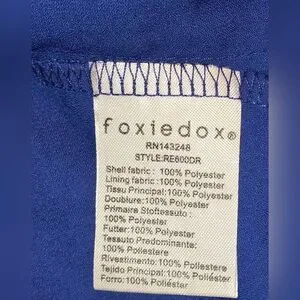 foxiedox®
RN143248
STYLE:RE600DR
Shell fabric : 100% Polyester
Lining fabric : 100% Polyester
Tissu Principal:100% Polyester
Doublure:100% Polyester
Primaire Stoftessuto :
100% Polyester
Futter:100% Polyester
Tessuto Predominante:
100% Poliestere
Rivestimento:100% Poliestere
Tejido Principal:100% Poliéster
Forro:100% Poliéster